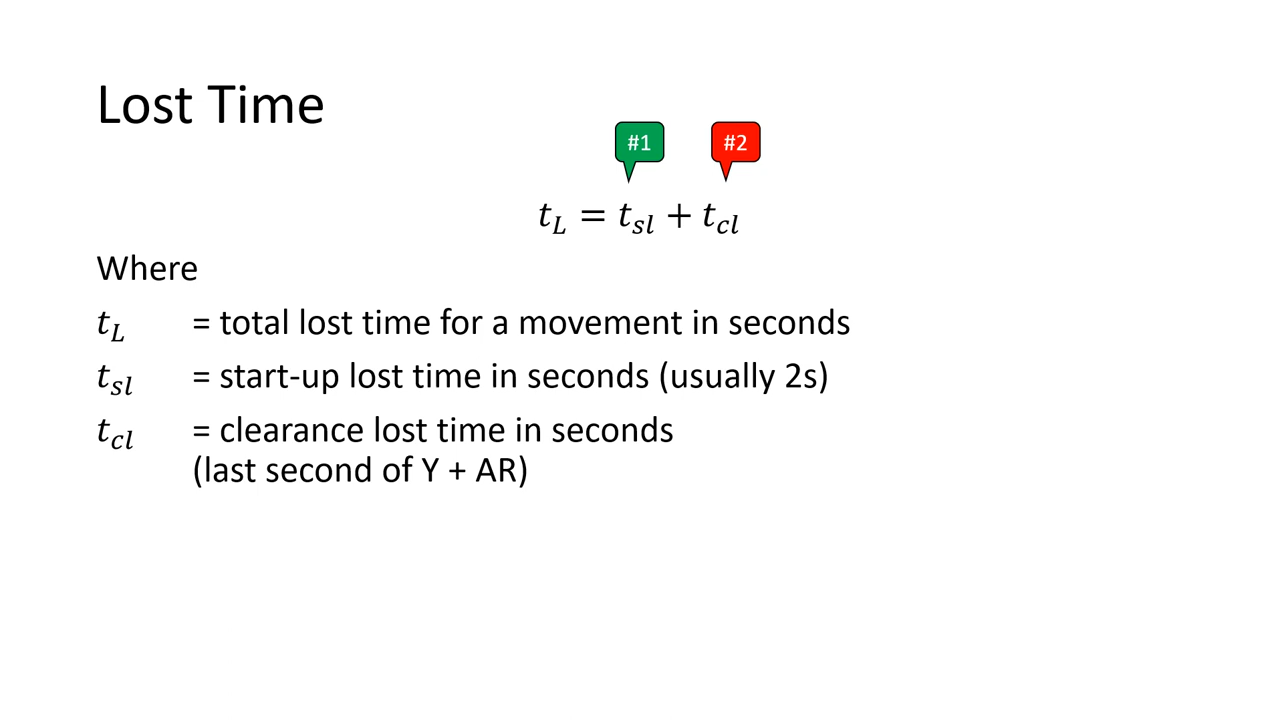 Lost Time
#1 #2
t_L = t_sl + t_cl
Where
t_L = total lost time for a movement in seconds
t_sl = start-up lost time in seconds (usually 2s)
t_cl = clearance lost time in seconds
(last second of Y + AR)